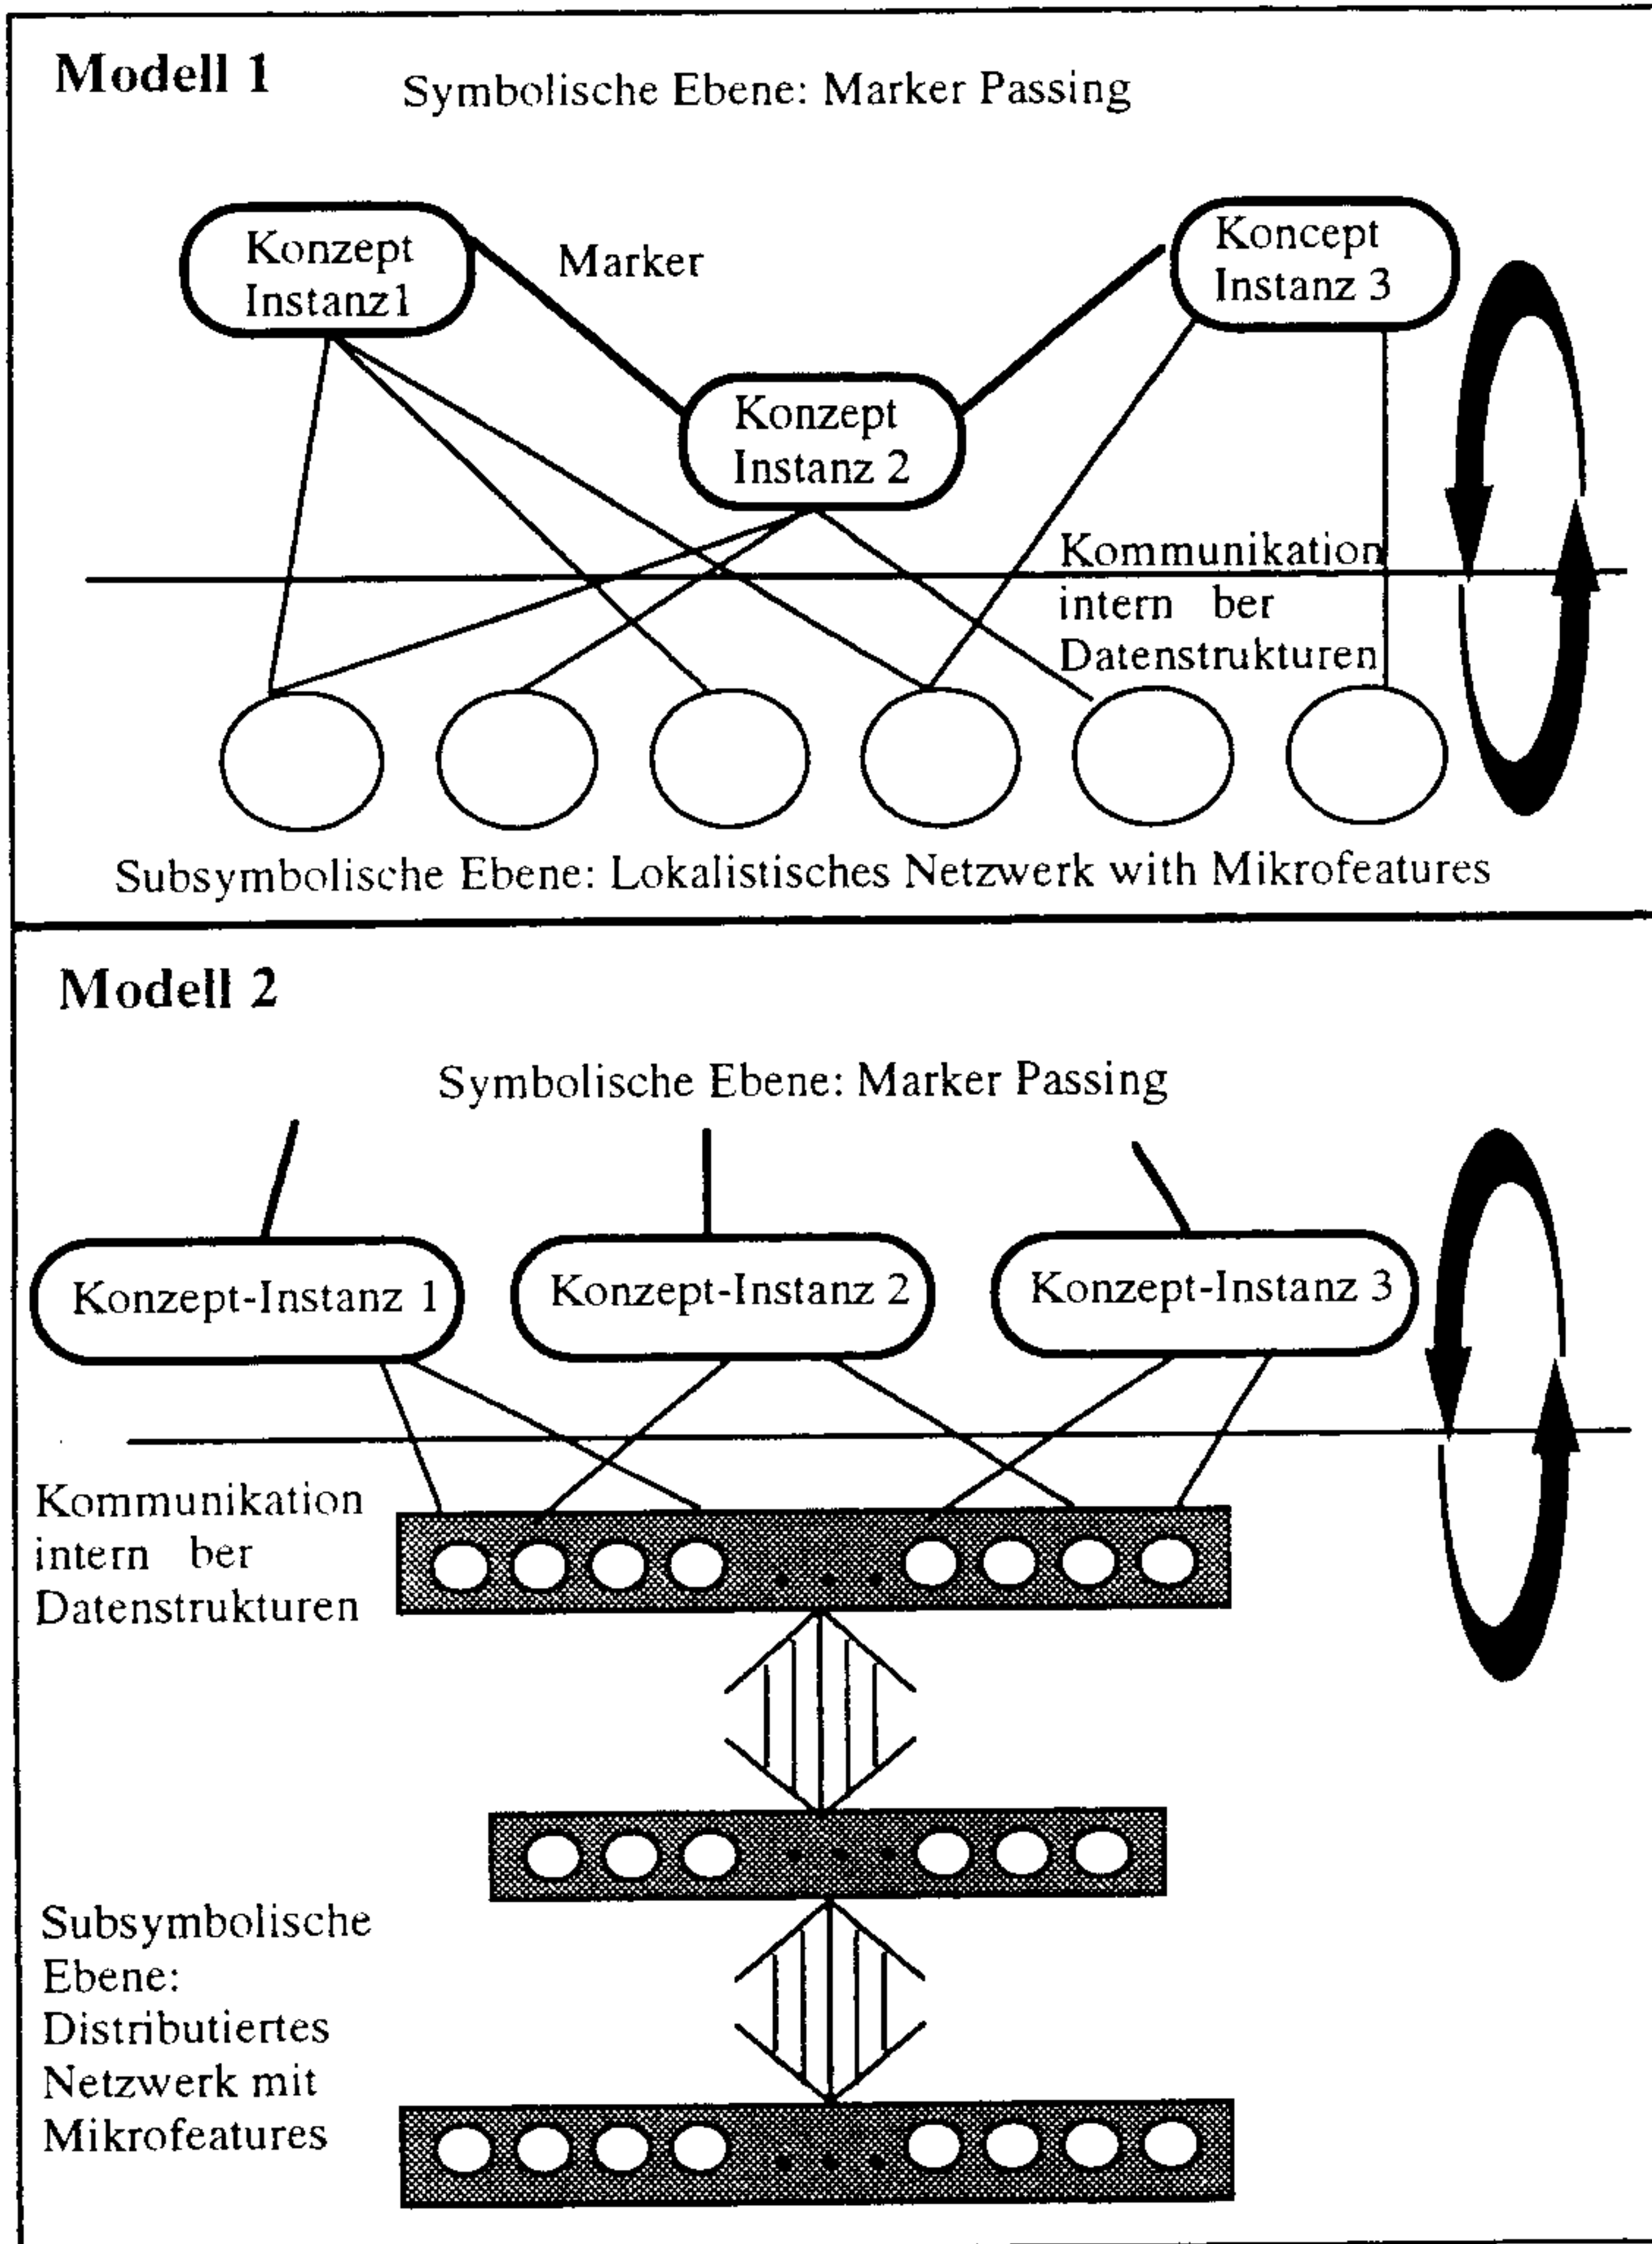 Modell 1
Symbolische Ebene: Marker Passing
Konzept
Instanz1
Marker
Koncept
Instanz 3
Konzept
Instanz 2
Kommunikation
intern ber
Datenstrukturen
Subsymbolische Ebene: Lokalistisches Netzwerk with Mikrofeatures
Modell 2
Symbolische Ebene: Marker Passing
Konzept-Instanz 1
Konzept-Instanz 2
Konzept-Instanz 3
Kommunikation
intern ber
Datenstrukturen
Subsymbolische
Ebene:
Distributiertes
Netzwerk mit
Mikrofeatures